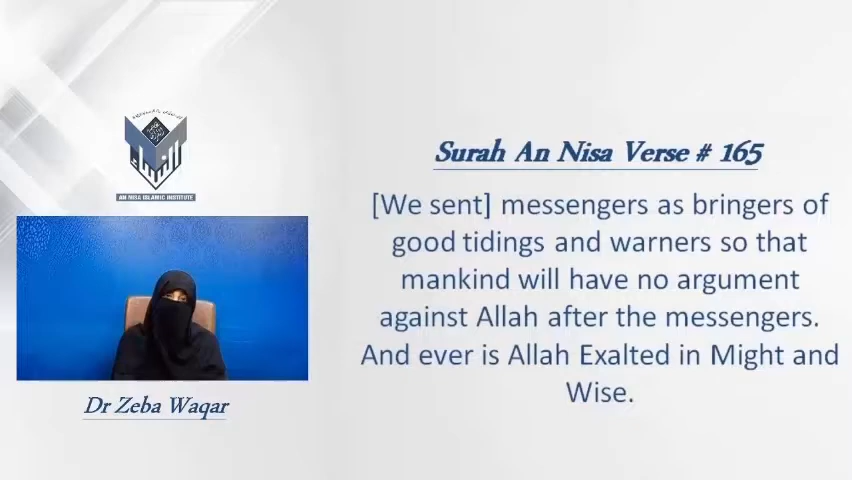 النساء
AN NISA ISLAMIC INSTITUTE
Dr Zeba Waqar
Surah An Nisa Verse # 165
[We sent] messengers as bringers of
good tidings and warners so that
mankind will have no argument
against Allah after the messengers.
And ever is Allah Exalted in Might and
Wise.